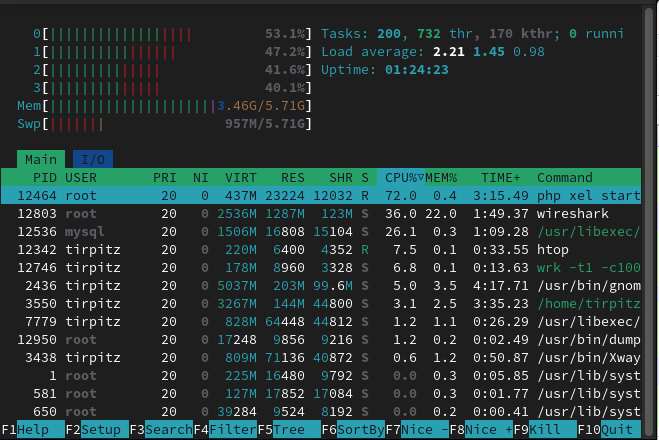 0[|||||||||||||||||| 53.1%] Tasks: 200, 732 thr, 170 kthr; 0 runni
1[|||||||||||||||| 47.2%] Load average: 2.21 1.45 0.98
2[|||||||||||||| 41.6%] Uptime: 01:24:23
3[|||||||||||||| 40.1%]
Mem[|||||||||||||||||||||3.46G/5.71G]
Swp[||||||| 957M/5.71G]
Main I/O
PID USER PRI NI VIRT RES SHR S CPU%▽MEM% TIME+ Command
12464 root 20 0 437M 23224 12032 R 72.0 0.4 3:15.49 php xel start
12803 root 20 0 2536M 1287M 123M S 36.0 22.0 1:49.37 wireshark
12536 mysql 20 0 1506M 16808 15104 S 26.1 0.3 1:09.28 /usr/libexec/
12342 tirpitz 20 0 220M 6400 4352 R 7.5 0.1 0:33.55 htop
12746 tirpitz 20 0 178M 8960 3328 S 6.8 0.1 0:13.63 wrk -t1 -c100
2436 tirpitz 20 0 5037M 203M 99.6M S 5.0 3.5 4:17.71 /usr/bin/gnom
3550 tirpitz 20 0 3267M 144M 44800 S 3.1 2.5 3:35.23 /home/tirpitz
7779 tirpitz 20 0 828M 64448 44812 S 1.2 1.1 0:26.29 /usr/libexec/
12950 root 20 0 17248 9856 9216 S 1.2 0.2 0:02.49 /usr/bin/dump
3438 tirpitz 20 0 809M 71136 40872 S 0.6 1.2 0:50.87 /usr/bin/Xway
1 root 20 0 225M 16480 9792 S 0.0 0.3 0:05.85 /usr/lib/syst
581 root 20 0 127M 17852 17084 S 0.0 0.3 0:01.77 /usr/lib/syst
650 root 20 0 39284 9524 8192 S 0.0 0.2 0:00.41 /usr/lib/syst
F1Help F2Setup F3SearchF4FilterF5Tree F6SortByF7Nice -F8Nice +F9Kill F10Quit